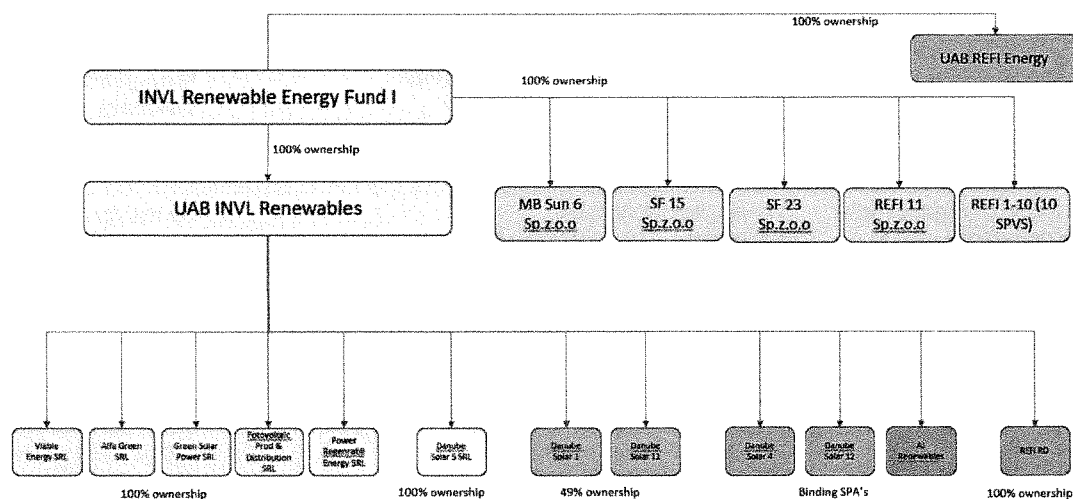 100% ownership
UAB REFI Energy
INVL Renewable Energy Fund I
100% ownership
100% ownership
UAB INVL Renewables
MB Sun 6
Sp.z.o.o
SF 15
Sp.z.o.o
SF 23
Sp.z.o.o
REFI 11
Sp.z.o.o
REFI 1-10 (10
SPVS)
Viable
Energy SRL
Alfa Green
SRL
Green Solar
Power SRL
Fotovoltaic
Prod &
Distribution
SRL
Power
Regenrabil
Energy SRL
Danube
Solar 5 SRL
Danube
Solar 1
Danube
Solar 11
Danube
Solar 4
Danube
Solar 12
Renewables
REFI RO
100% ownership
100% ownership
49% ownership
Binding SPA's
100% ownership